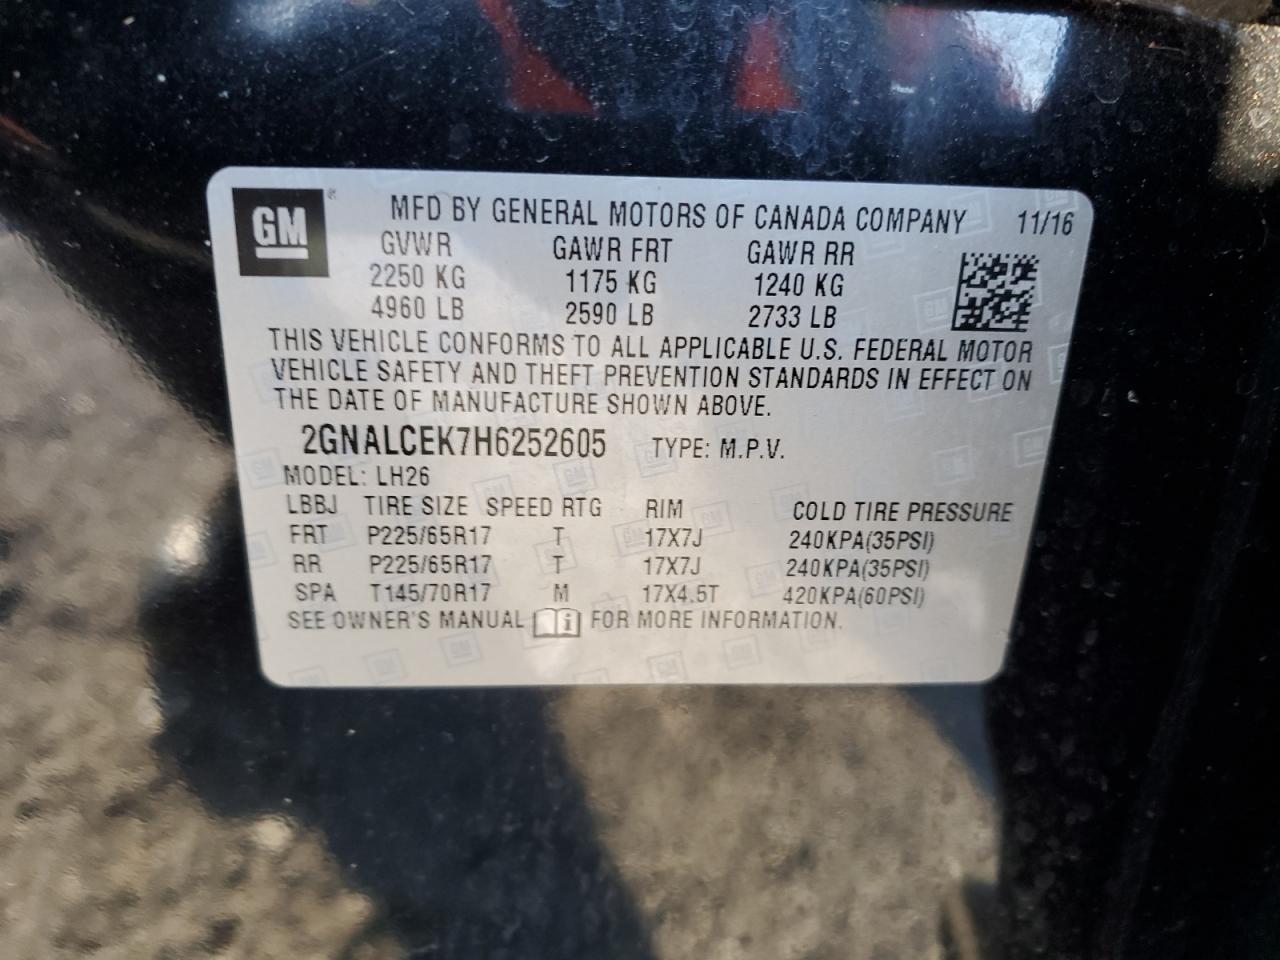 GM
MFD BY GENERAL MOTORS OF CANADA COMPANY 11/16
GVWR GAWR FRT GAWR RR
2250 KG 1175 KG 1240 KG
4960 LB 2590 LB 2733 LB
THIS VEHICLE CONFORMS TO ALL APPLICABLE U.S. FEDERAL MOTOR
VEHICLE SAFETY AND THEFT PREVENTION STANDARDS IN EFFECT ON
THE DATE OF MANUFACTURE SHOWN ABOVE.
2GNALCEK7H6252605 TYPE: M.P.V.
MODEL: LH26
LBBJ TIRE SIZE SPEED RTG RIM COLD TIRE PRESSURE
FRT P225/65R17 T 17X7J 240KPA(35PSI)
RR P225/65R17 T 17X7J 240KPA(35PSI)
SPA T145/70R17 M 17X4.5T 420KPA(60PSI)
SEE OWNER'S MANUAL i FOR MORE INFORMATION.